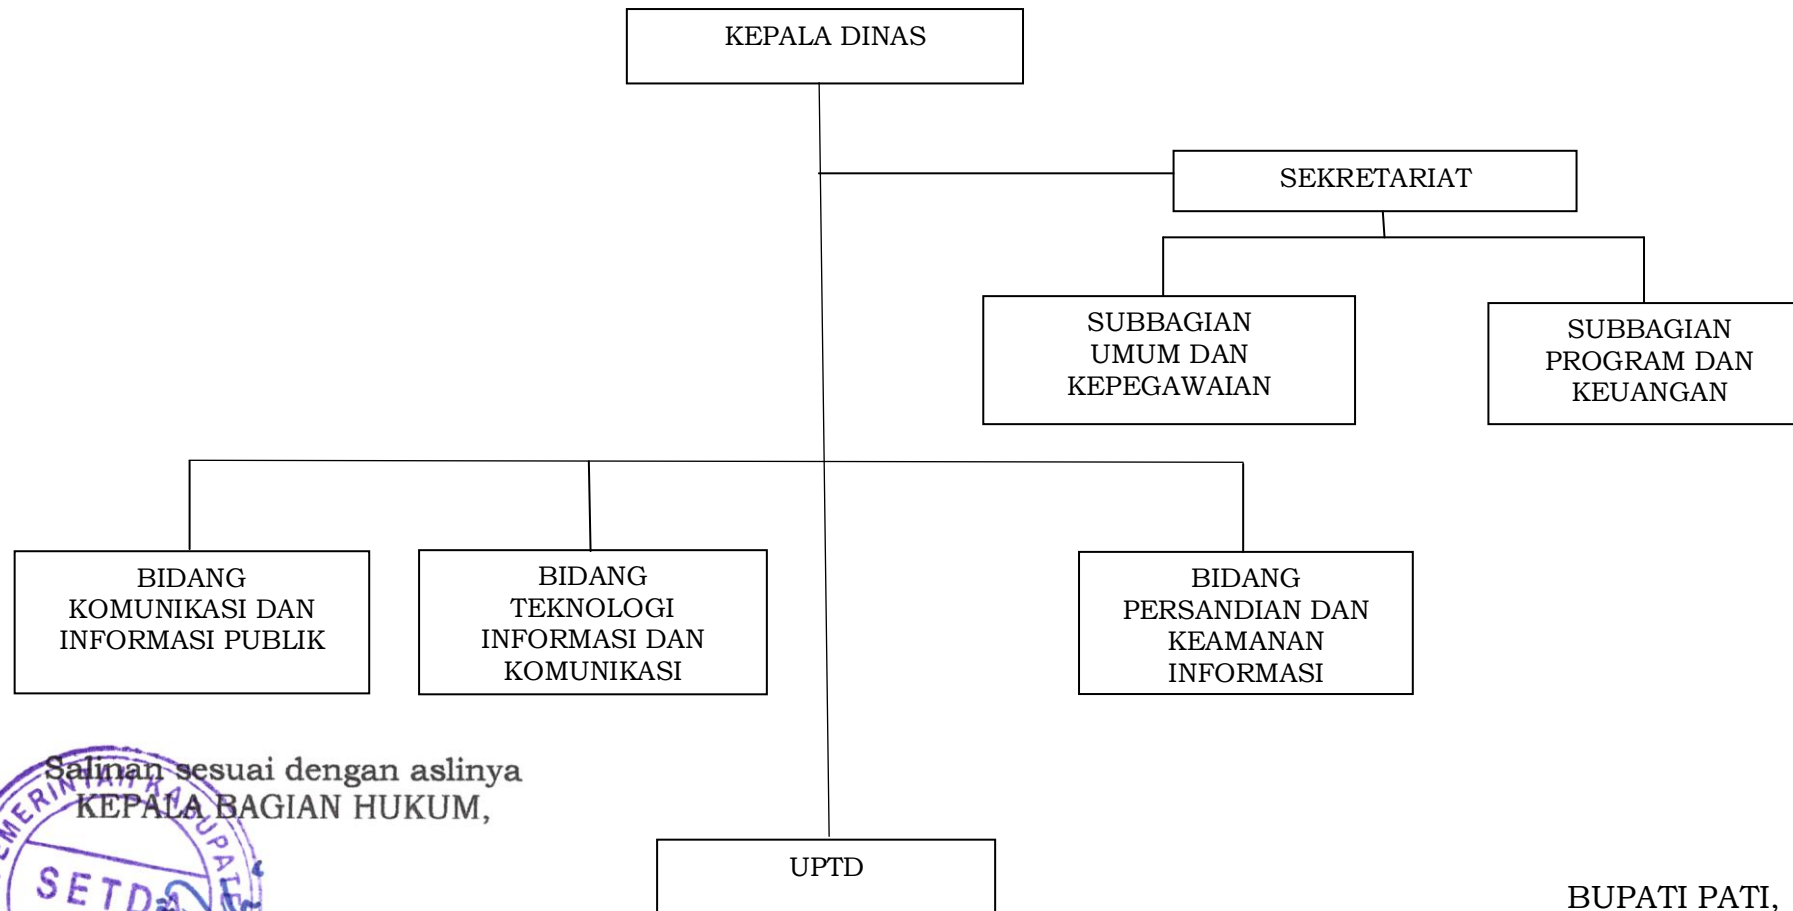 KEPALA DINAS
SEKRETARIAT
SUBBAGIAN
UMUM DAN
KEPEGAWAIAN
SUBBAGIAN
PROGRAM DAN
KEUANGAN
BIDANG
KOMUNIKASI DAN
INFORMASI PUBLIK
BIDANG
TEKNOLOGI
INFORMASI DAN
KOMUNIKASI
BIDANG
PERSANDIAN DAN
KEAMANAN
INFORMASI
Salinan sesuai dengan aslinya
KEPALA BAGIAN HUKUM,
SETDA
UPTD
BUPATI PATI,